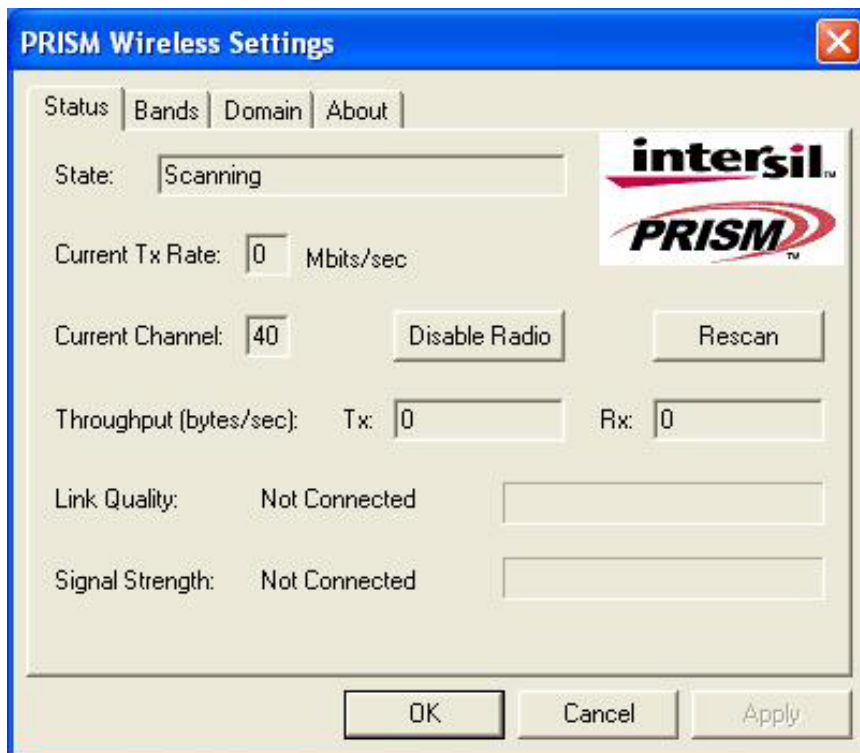 PRISM Wireless Settings
Status Bands Domain About
State: Scanning
intersil™
PRISM™
Current Tx Rate: 0 Mbits/sec
Current Channel: 40 Disable Radio Rescan
Throughput (bytes/sec): Tx: 0 Rx: 0
Link Quality: Not Connected
Signal Strength: Not Connected
OK Cancel Apply